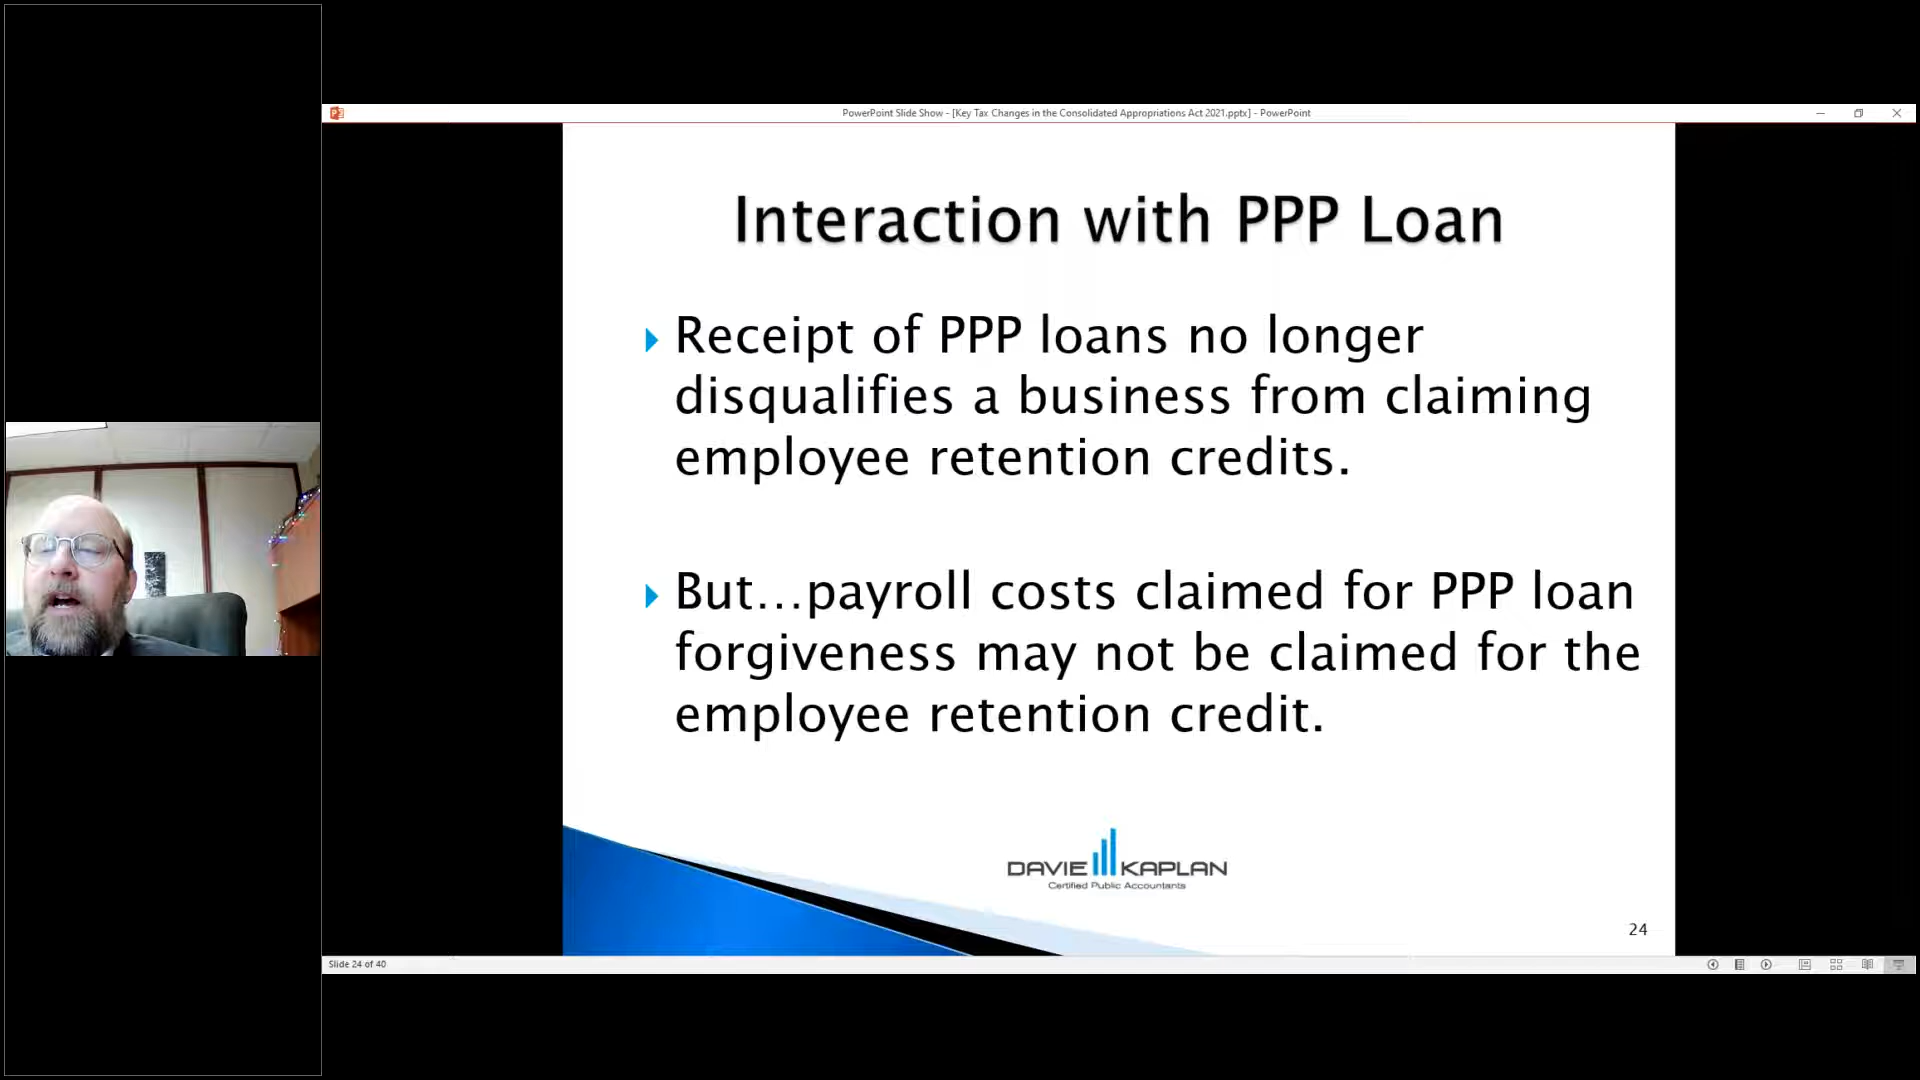 PowerPoint Slide Show - [Key Tax Changes in the Consolidated Appropriations Act 2021.pptx] - PowerPoint
Interaction with PPP Loan
Receipt of PPP loans no longer
disqualifies a business from claiming
employee retention credits.
But...payroll costs claimed for PPP loan
forgiveness may not be claimed for the
employee retention credit.
DAVIE KAPLAN
Certified Public Accountants
24
Slide 24 of 40